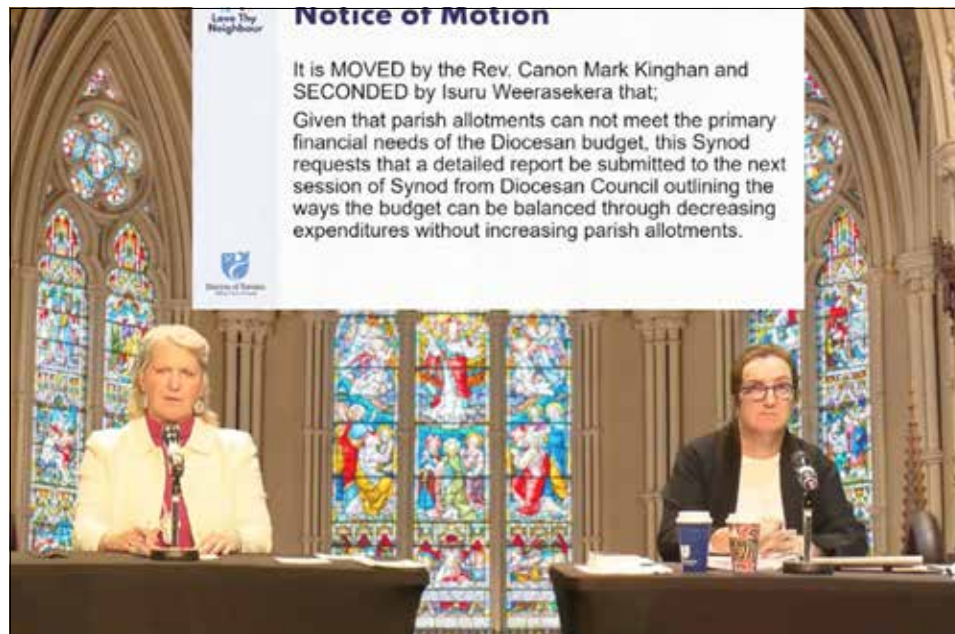 Love Thy
Neighbour
Notice of Motion
It is MOVED by the Rev. Canon Mark Kinghan and
SECONDED by Isuru Weerasekera that;
Given that parish allotments can not meet the primary
financial needs of the Diocesan budget, this Synod
requests that a detailed report be submitted to the next
session of Synod from Diocesan Council outlining the
ways the budget can be balanced through decreasing
expenditures without increasing parish allotments.
Diocese of Toronto